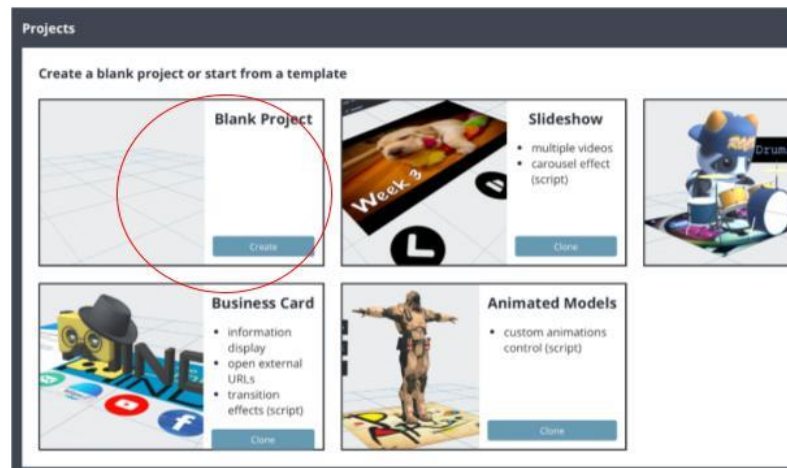 Projects
Create a blank project or start from a template
Blank Project
Create
Slideshow
• multiple videos
• carousel effect
(script)
Clone
Week 3
Drum
Business Card
• information
display
• open external
URLs
• transition
effects (script)
Clone
Animated Models
• custom animations
control (script)
Clone